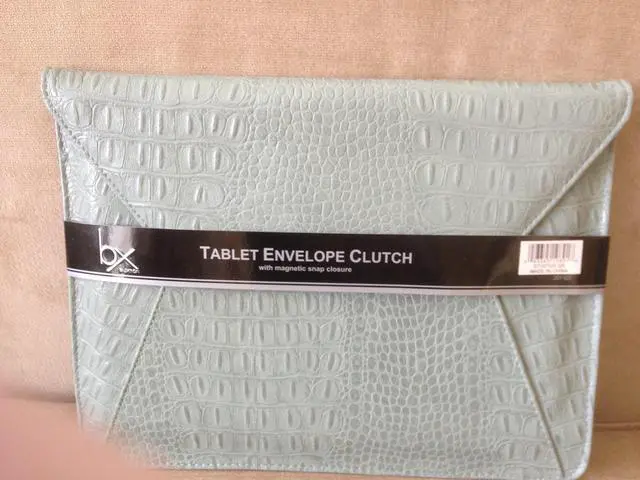 bx
TABLET ENVELOPE CLUTCH
with magnetic snap closure
MADE IN CHINA